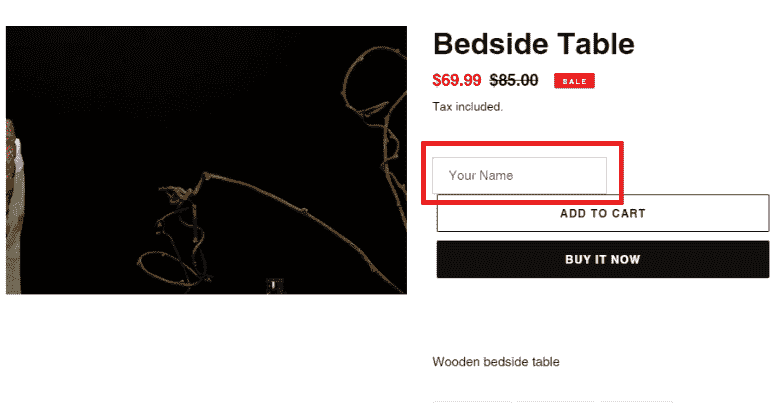 Bedside Table
$69.99 $85.00 SALE
Tax included.
Your Name
ADD TO CART
BUY IT NOW
Wooden bedside table